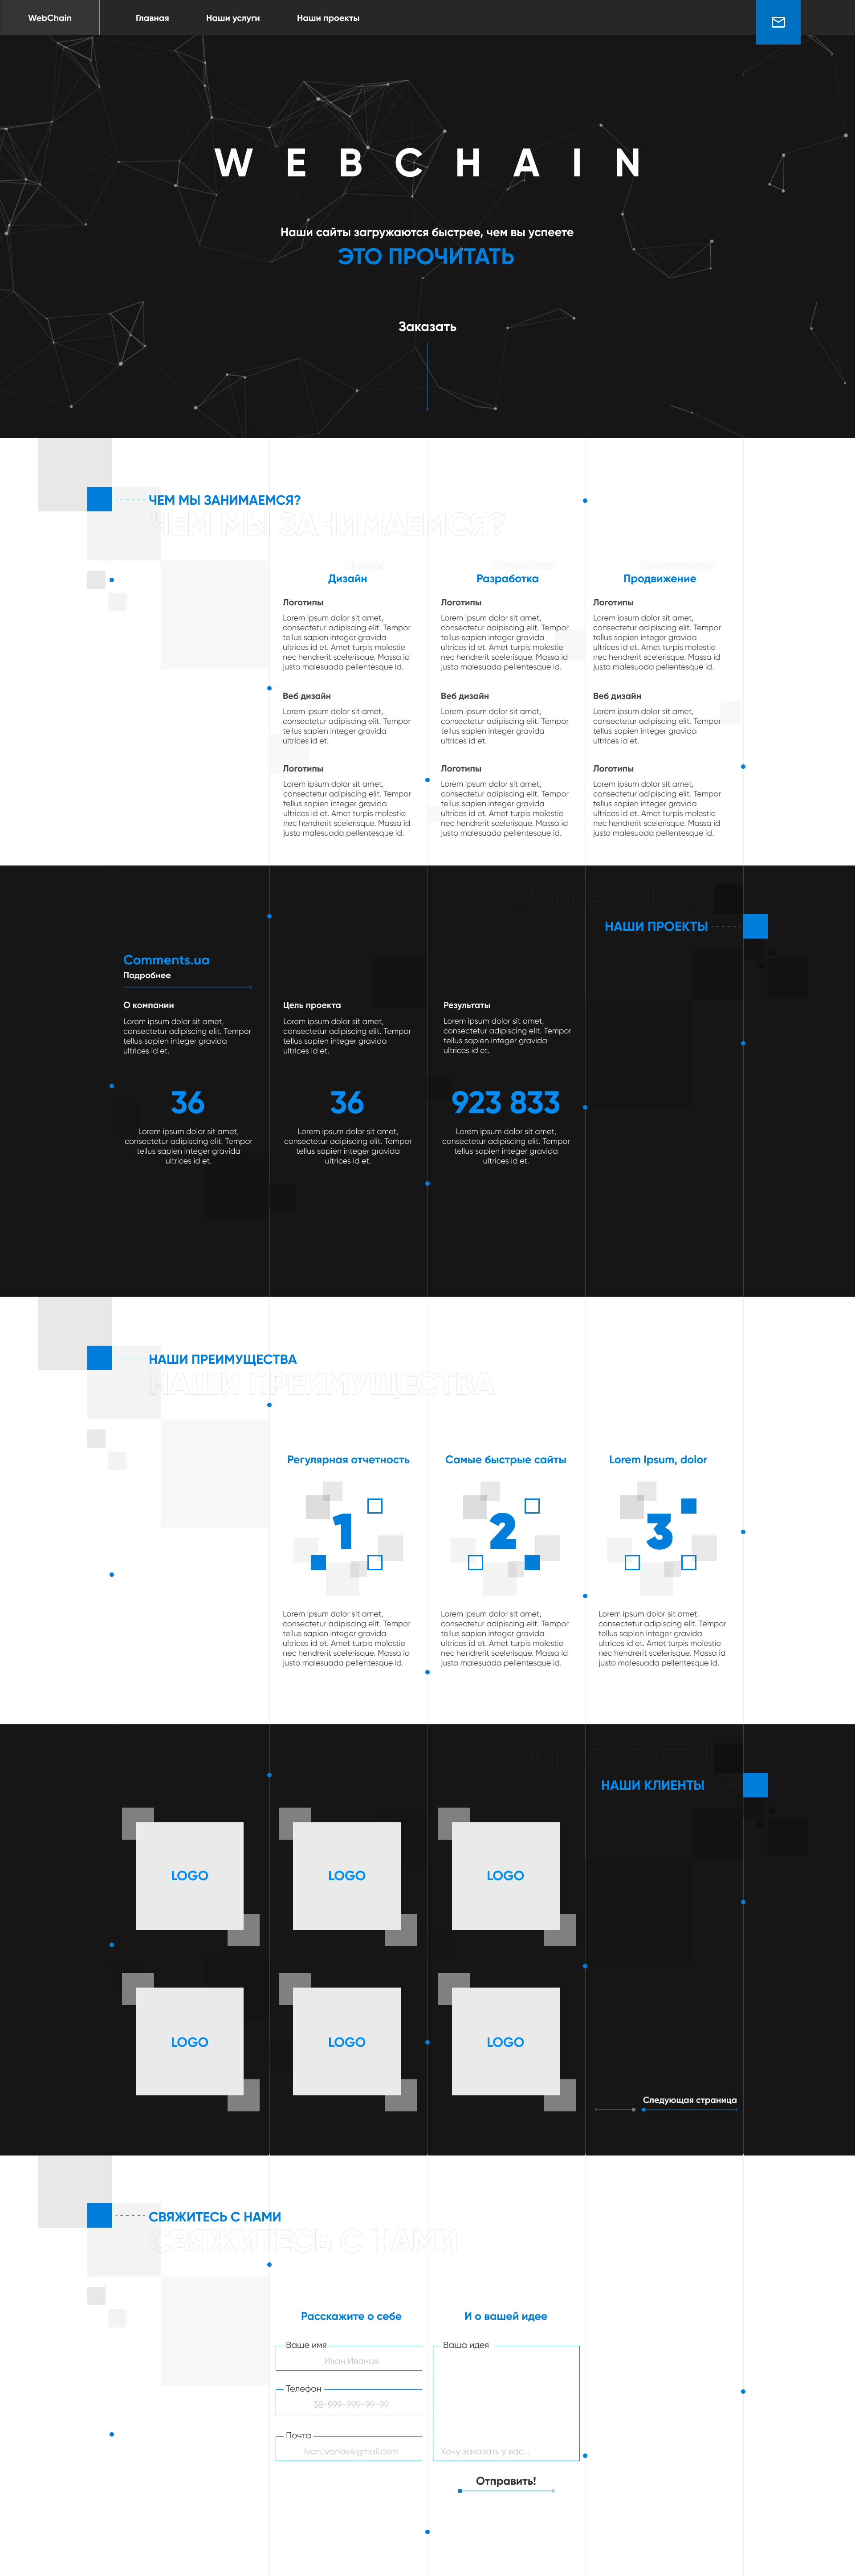 WebChain
Главная
Наши услуги
Наши проекты
WEBCHAIN
Наши сайты загружаются быстрее, чем вы успеете
ЭТО ПРОЧИТАТЬ
Заказать
ЧЕМ МЫ ЗАНИМАЕМСЯ?
ЧЕМ МЫ ЗАНИМАЕМСЯ?
Дизайн
Дизайн
Логотипы
Lorem ipsum dolor sit amet,
consectetur adipiscing elit. Tempor
tellus sapien integer gravida
ultrices id et. Amet turpis molestie
nec hendrerit scelerisque. Massa id
justo malesuada pellentesque id.
Веб дизайн
Lorem ipsum dolor sit amet,
consectetur adipiscing elit. Tempor
tellus sapien integer gravida
ultrices id et.
Логотипы
Lorem ipsum dolor sit amet,
consectetur adipiscing elit. Tempor
tellus sapien integer gravida
ultrices id et. Amet turpis molestie
nec hendrerit scelerisque. Massa id
justo malesuada pellentesque id.
Разработка
Разработка
Логотипы
Lorem ipsum dolor sit amet,
consectetur adipiscing elit. Tempor
tellus sapien integer gravida
ultrices id et. Amet turpis molestie
nec hendrerit scelerisque. Massa id
justo malesuada pellentesque id.
Веб дизайн
Lorem ipsum dolor sit amet,
consectetur adipiscing elit. Tempor
tellus sapien integer gravida
ultrices id et.
Логотипы
Lorem ipsum dolor sit amet,
consectetur adipiscing elit. Tempor
tellus sapien integer gravida
ultrices id et. Amet turpis molestie
nec hendrerit scelerisque. Massa id
justo malesuada pellentesque id.
Продвижение
Продвижение
Логотипы
Lorem ipsum dolor sit amet,
consectetur adipiscing elit. Tempor
tellus sapien integer gravida
ultrices id et. Amet turpis molestie
nec hendrerit scelerisque. Massa id
justo malesuada pellentesque id.
Веб дизайн
Lorem ipsum dolor sit amet,
consectetur adipiscing elit. Tempor
tellus sapien integer gravida
ultrices id et.
Логотипы
Lorem ipsum dolor sit amet,
consectetur adipiscing elit. Tempor
tellus sapien integer gravida
ultrices id et. Amet turpis molestie
nec hendrerit scelerisque. Massa id
justo malesuada pellentesque id.
НАШИ ПРОЕКТЫ
НАШИ ПРОЕКТЫ
Comments.ua
Подробнее
О компании
Lorem ipsum dolor sit amet,
consectetur adipiscing elit. Tempor
tellus sapien integer gravida
ultrices id et.
36
Lorem ipsum dolor sit amet,
consectetur adipiscing elit. Tempor
tellus sapien integer gravida
ultrices id et.
Цель проекта
Lorem ipsum dolor sit amet,
consectetur adipiscing elit. Tempor
tellus sapien integer gravida
ultrices id et.
36
Lorem ipsum dolor sit amet,
consectetur adipiscing elit. Tempor
tellus sapien integer gravida
ultrices id et.
Результаты
Lorem ipsum dolor sit amet,
consectetur adipiscing elit. Tempor
tellus sapien integer gravida
ultrices id et.
923 833
Lorem ipsum dolor sit amet,
consectetur adipiscing elit. Tempor
tellus sapien integer gravida
ultrices id et.
НАШИ ПРЕИМУЩЕСТВА
НАШИ ПРЕИМУЩЕСТВА
Регулярная отчетность
1
Lorem ipsum dolor sit amet,
consectetur adipiscing elit. Tempor
tellus sapien integer gravida
ultrices id et. Amet turpis molestie
nec hendrerit scelerisque. Massa id
justo malesuada pellentesque id.
Самые быстрые сайты
2
Lorem ipsum dolor sit amet,
consectetur adipiscing elit. Tempor
tellus sapien integer gravida
ultrices id et. Amet turpis molestie
nec hendrerit scelerisque. Massa id
justo malesuada pellentesque id.
Lorem Ipsum, dolor
3
Lorem ipsum dolor sit amet,
consectetur adipiscing elit. Tempor
tellus sapien integer gravida
ultrices id et. Amet turpis molestie
nec hendrerit scelerisque. Massa id
justo malesuada pellentesque id.
НАШИ КЛИЕНТЫ
НАШИ КЛИЕНТЫ
LOGO
LOGO
LOGO
LOGO
LOGO
LOGO
Следующая страница
СВЯЖИТЕСЬ С НАМИ
СВЯЖИТЕСЬ С НАМИ
Расскажите о себе
Ваше имя
Иван Иванов
Телефон
38-999-999-99-99
Почта
ivan.ivanov@gmail.com
И о вашей идее
Ваша идея
Хочу заказать у вас...
Отправить!